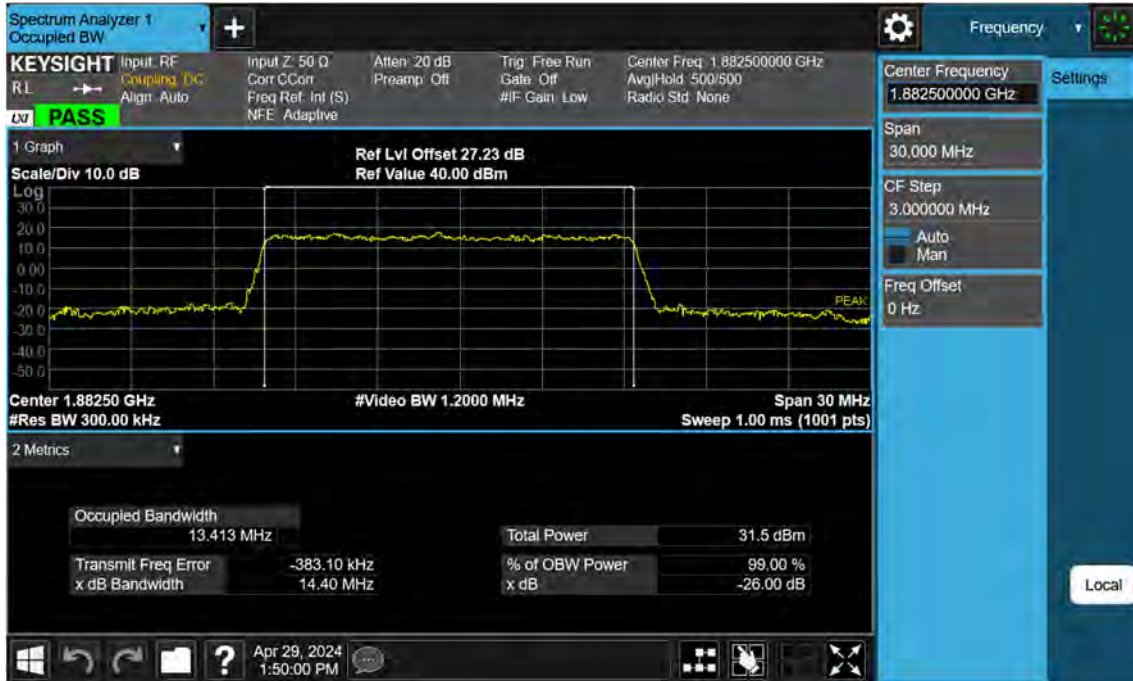 Spectrum Analyzer 1
Occupied BW
Frequency
KEYSIGHT
RL
LXI
PASS
Input: RF
Coupling: DC
Align: Auto
Input Z: 50 Ω
Corr CCorr
Freq Ref: Int (S)
NFE: Adaptive
Atten: 20 dB
Preamp: Off
Trig: Free Run
Gate: Off
#IF Gain: Low
Center Freq: 1.882500000 GHz
Avg|Hold: 500/500
Radio Std: None
1 Graph
Scale/Div 10.0 dB
Ref Lvl Offset 27.23 dB
Ref Value 40.00 dBm
Log
30.0
20.0
10.0
0.00
-10.0
-20.0
-30.0
-40.0
-50.0
PEAK
Center 1.88250 GHz
#Video BW 1.2000 MHz
Span 30 MHz
#Res BW 300.00 kHz
Sweep 1.00 ms (1001 pts)
2 Metrics
Occupied Bandwidth
13.413 MHz
Total Power 31.5 dBm
Transmit Freq Error -383.10 kHz
% of OBW Power 99.00 %
x dB Bandwidth 14.40 MHz
x dB -26.00 dB
Apr 29, 2024
1:50:00 PM
?
Center Frequency
1.882500000 GHz
Settings
Span
30.000 MHz
CF Step
3.000000 MHz
Auto
Man
Freq Offset
0 Hz
Local